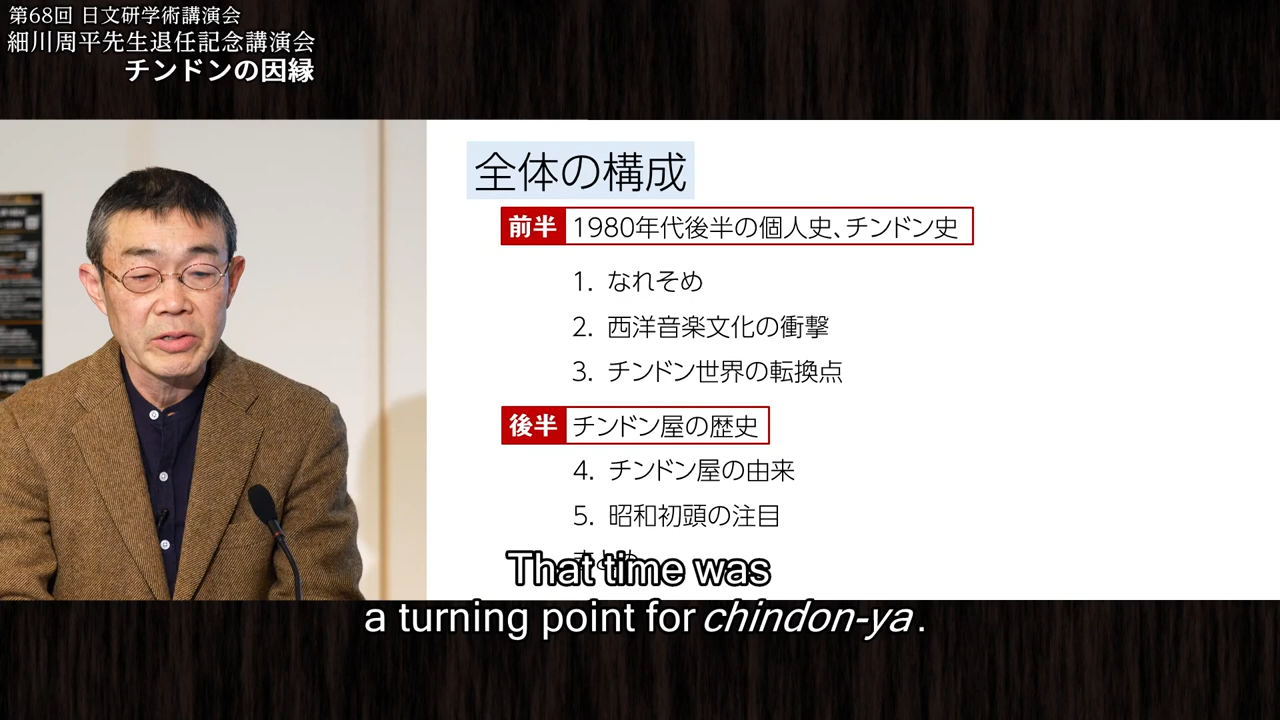 第68回 日文研学術講演会
細川周平先生退任記念講演会
チンドンの因縁
全体の構成
前半 1980年代後半の個人史、チンドン史
1. なれそめ
2. 西洋音楽文化の衝撃
3. チンドン世界の転換点
後半 チンドン屋の歴史
4. チンドン屋の由来
5. 昭和初頭の注目
That time was
a turning point for chindon-ya.